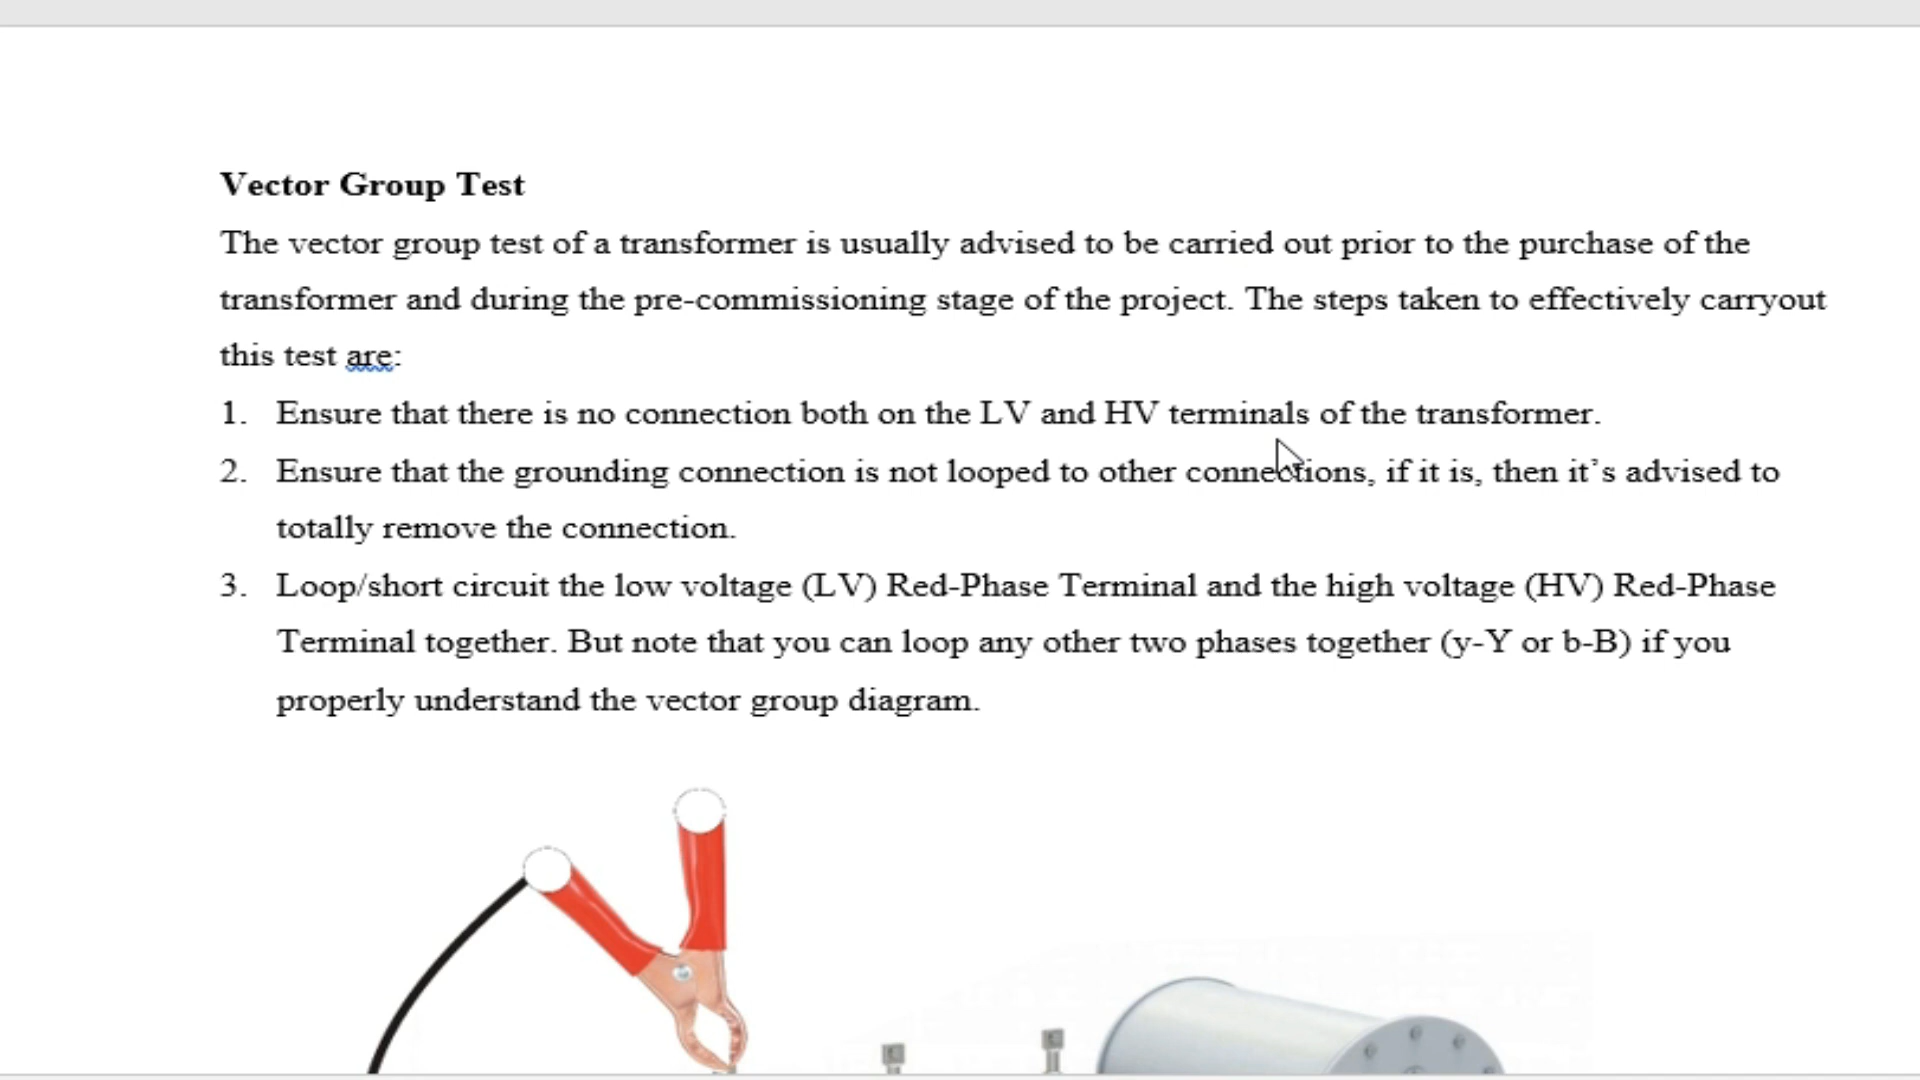 Vector Group Test
The vector group test of a transformer is usually advised to be carried out prior to the purchase of the
transformer and during the pre-commissioning stage of the project. The steps taken to effectively carryout
this test are:
1. Ensure that there is no connection both on the LV and HV terminals of the transformer.
2. Ensure that the grounding connection is not looped to other connections, if it is, then it's advised to
totally remove the connection.
3. Loop/short circuit the low voltage (LV) Red-Phase Terminal and the high voltage (HV) Red-Phase
Terminal together. But note that you can loop any other two phases together (y-Y or b-B) if you
properly understand the vector group diagram.